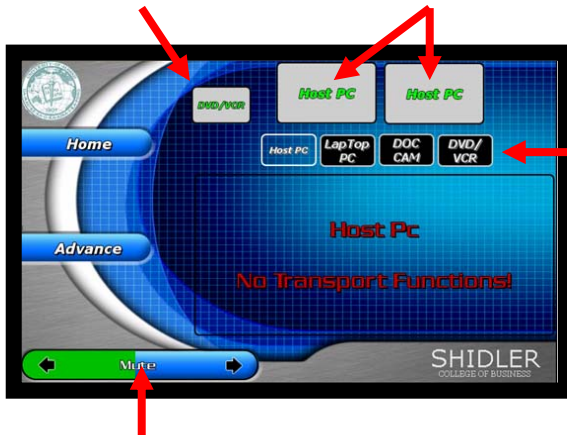 Host PC
Host PC
DVD/VCR
Home
Host PC
LapTop
PC
DOC
CAM
DVD/
VCR
Host Pc
Advance
No Transport Functions!
Mute
SHIDLER
COLLEGE OF BUSINESS